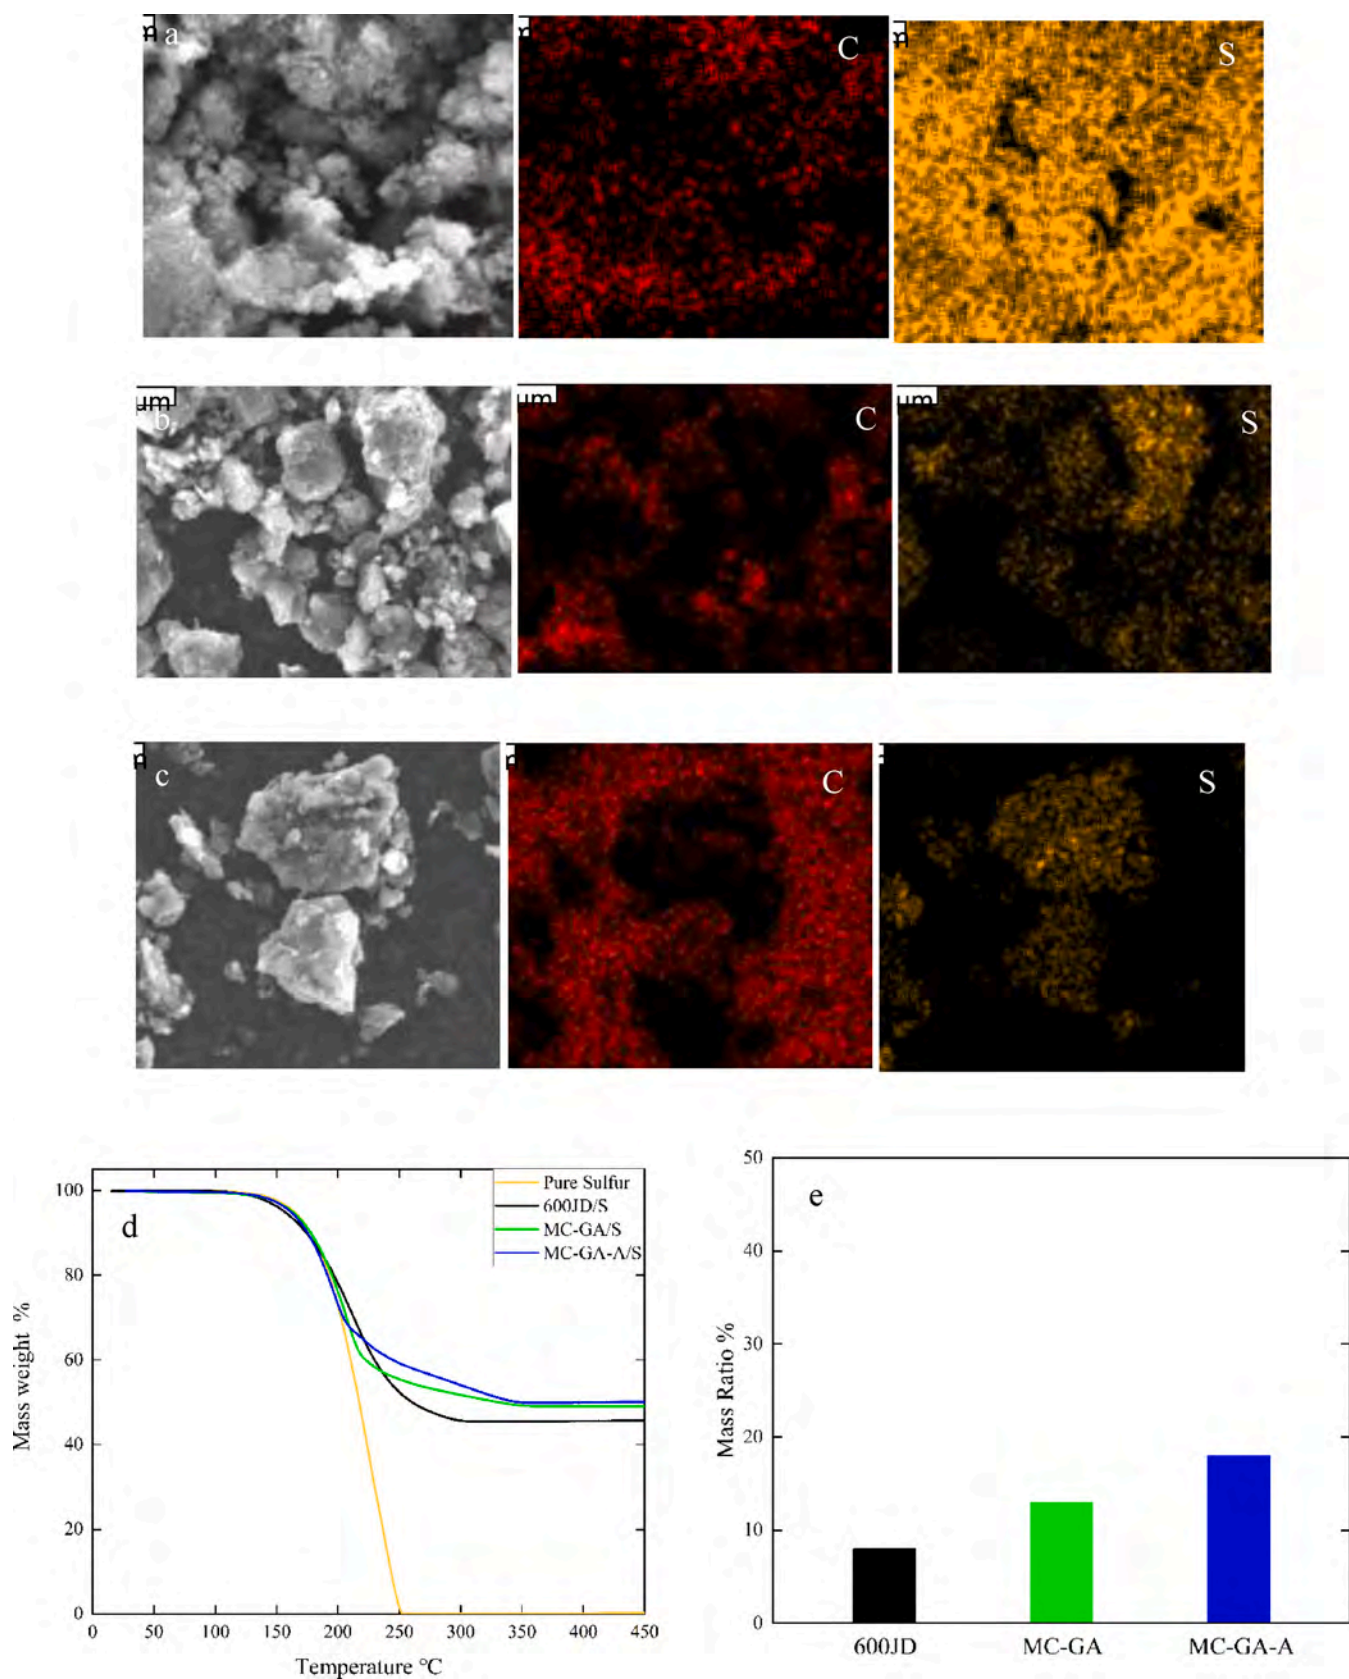 m
a
m
C
m
S
µm
b
µm
C
µm
S
m
c
m
C
m
S
d
100
80
60
40
20
0
0 50 100 150 200 250 300 350 400 450
Mass weight %
Temperature °C
Pure Sulfur
600JD/S
MC-GA/S
MC-GA-A/S
e
50
40
30
20
10
0
Mass Ratio %
600JD MC-GA MC-GA-A